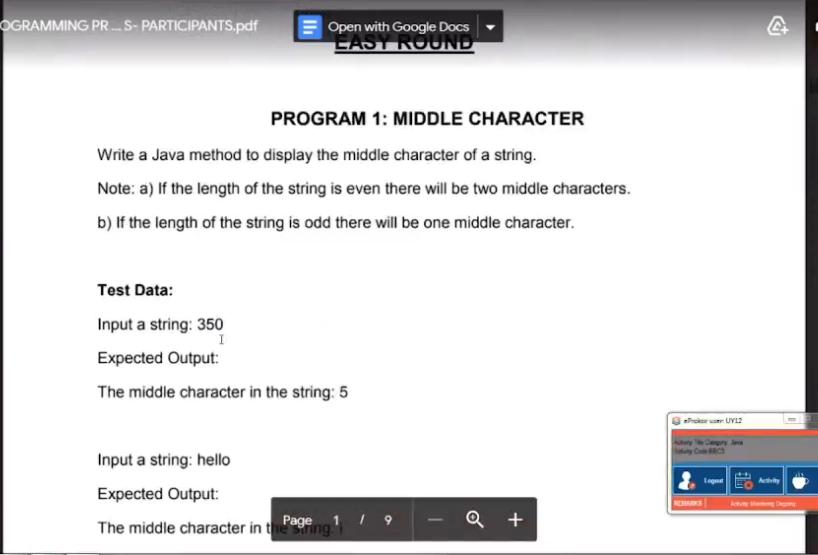 OGRAMMING PR ... S- PARTICIPANTS.pdf
Open with Google Docs
EASY ROUND
PROGRAM 1: MIDDLE CHARACTER
Write a Java method to display the middle character of a string.
Note: a) If the length of the string is even there will be two middle characters.
b) If the length of the string is odd there will be one middle character.
Test Data:
Input a string: 350
Expected Output:
The middle character in the string: 5
Input a string: hello
Expected Output:
The middle character in the string: l
Page 1 / 9
user: UY12
Activity Title Category: Java
Activity Code:
Logout
Activity
REMARKS
Activity Monitoring Ongoing